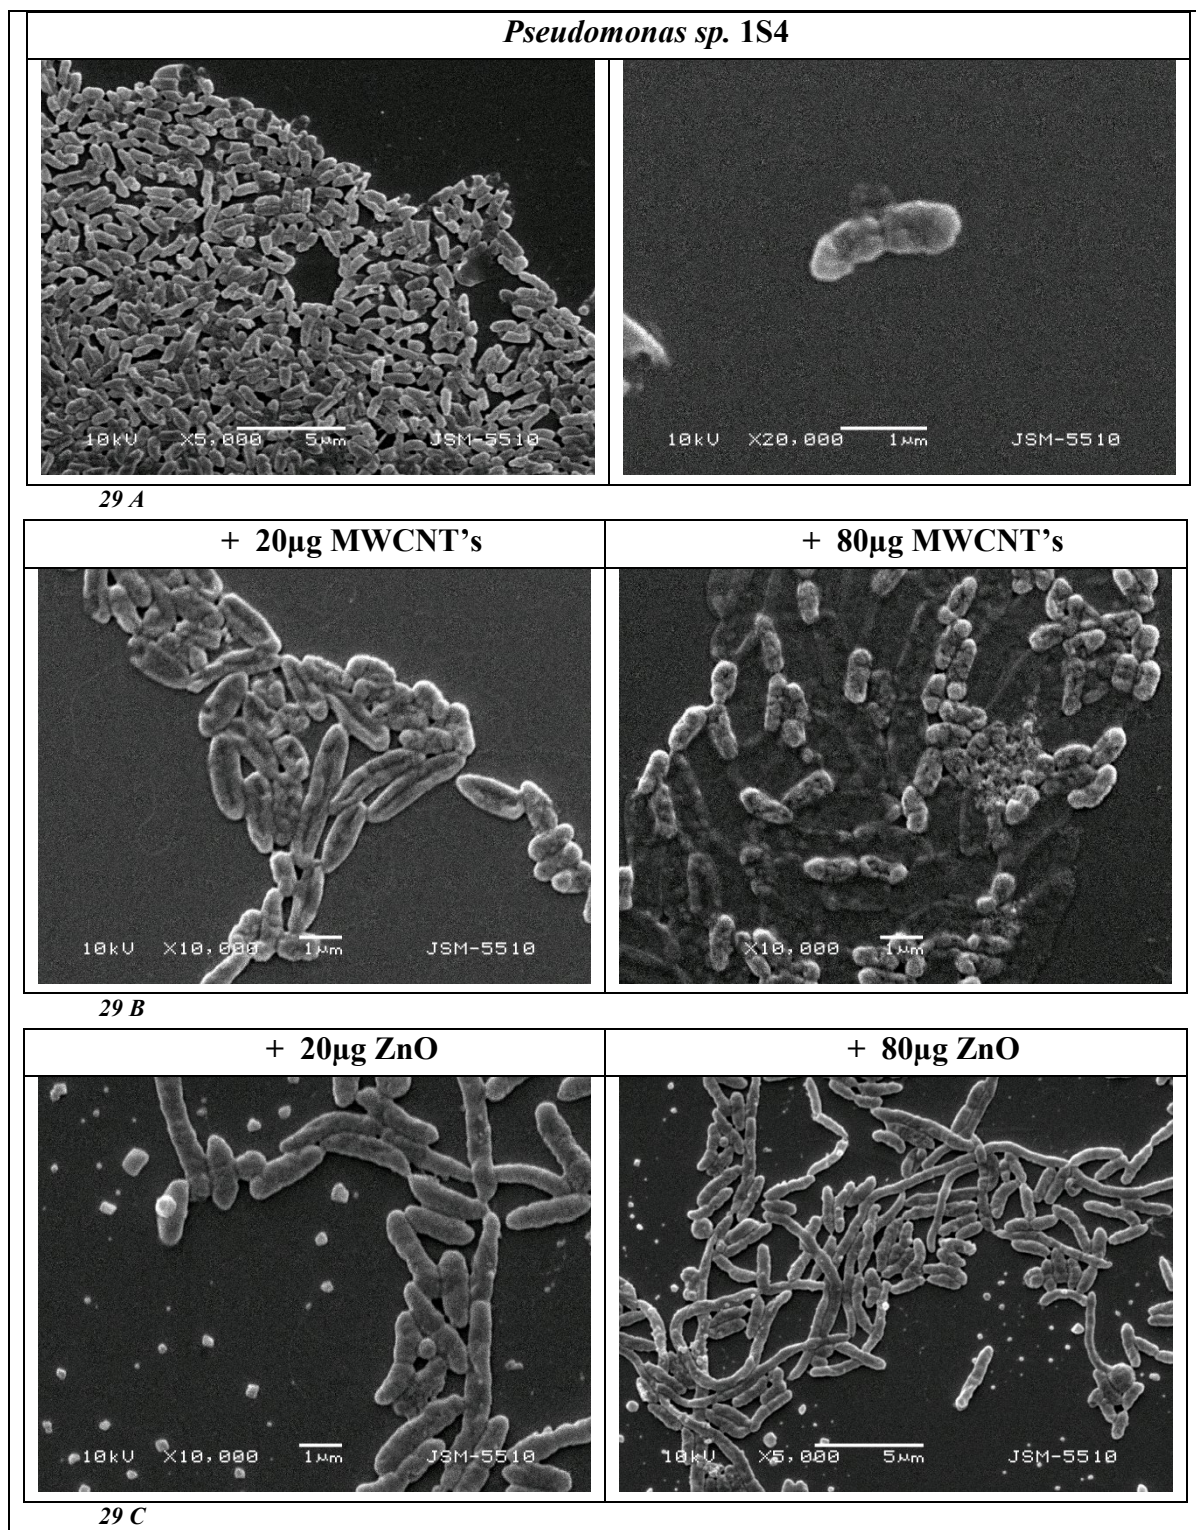 Pseudomonas sp. 1S4
10kV X5,000 5µm JSM-5510
10kV X20,000 1µm JSM-5510
29 A
+ 20µg MWCNT’s
+ 80µg MWCNT’s
10kV X10,000 1µm JSM-5510
X10,000 1µm
29 B
+ 20µg ZnO
+ 80µg ZnO
10kV X10,000 1µm JSM-5510
10kV X5,000 5µm JSM-5510
29 C